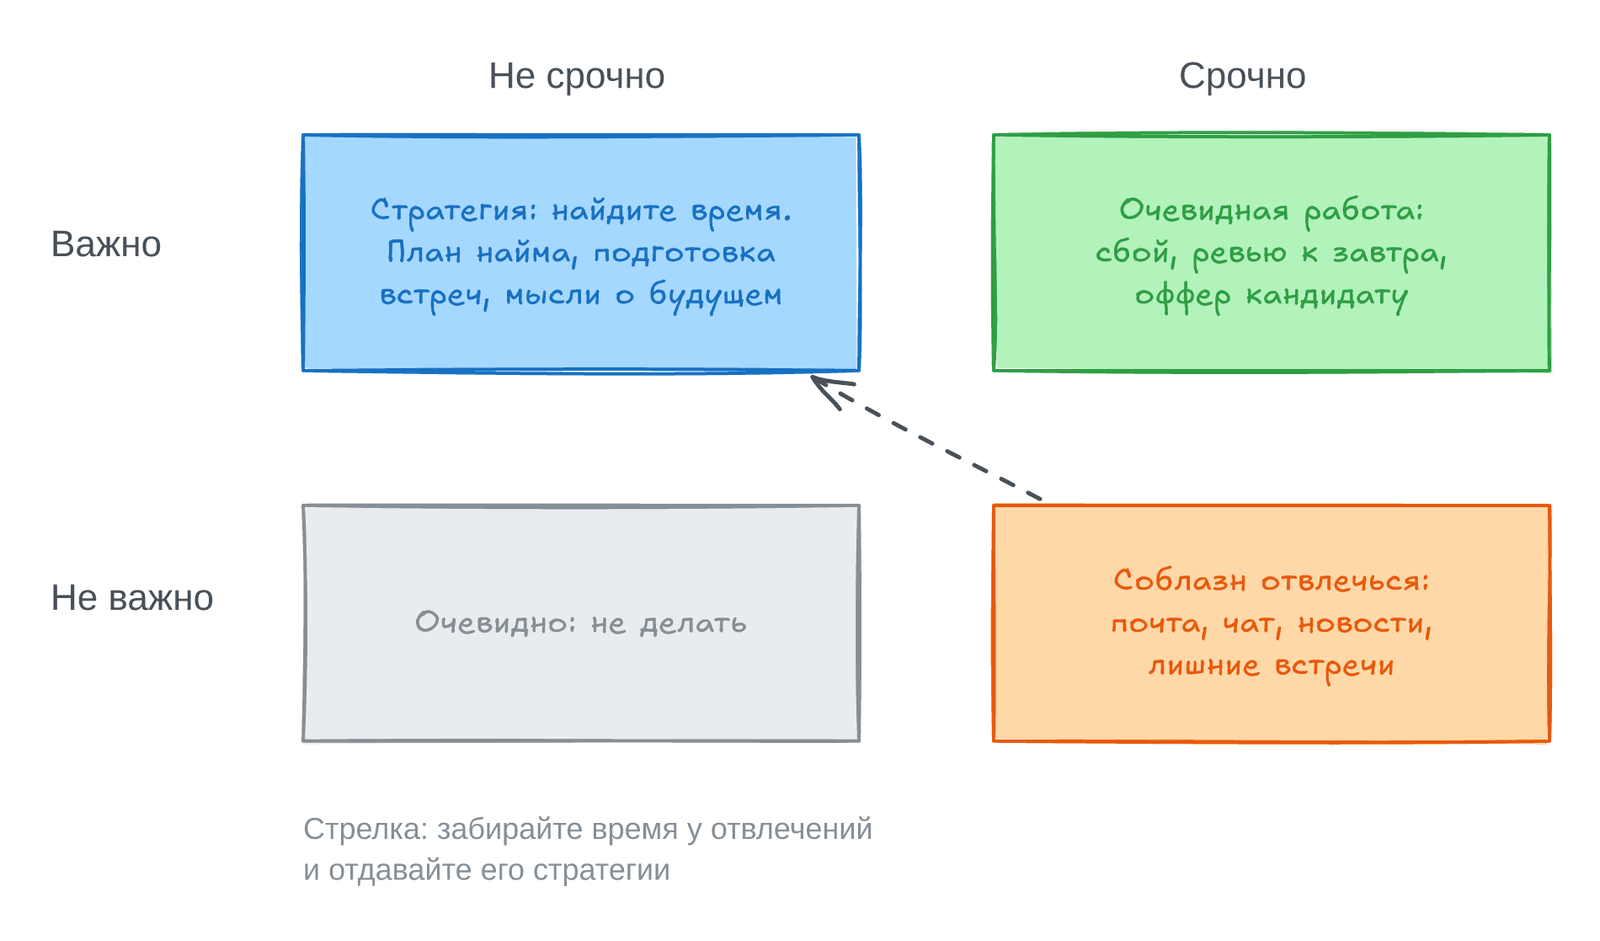 Не срочно
Срочно
Важно
Стратегия: найдите время.
План найма, подготовка
встреч, мысли о будущем
Очевидная работа:
сбой, ревью к завтра,
оффер кандидату
Не важно
Очевидно: не делать
Соблазн отвлечься:
почта, чат, новости,
лишние встречи
Стрелка: забирайте время у отвлечений
и отдавайте его стратегии